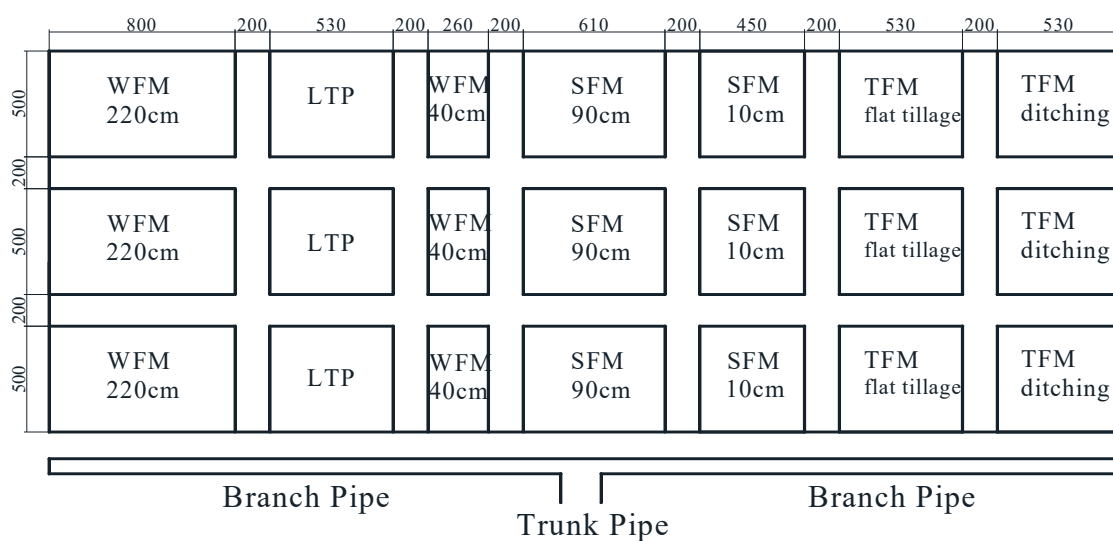 800 200 530 200 260 200 610 200 450 200 530 200 530
500
WFM
220cm
LTP
WFM
40cm
SFM
90cm
SFM
10cm
TFM
flat tillage
TFM
ditching
200
500
WFM
220cm
LTP
WFM
40cm
SFM
90cm
SFM
10cm
TFM
flat tillage
TFM
ditching
200
500
WFM
220cm
LTP
WFM
40cm
SFM
90cm
SFM
10cm
TFM
flat tillage
TFM
ditching
Branch Pipe
Branch Pipe
Trunk Pipe